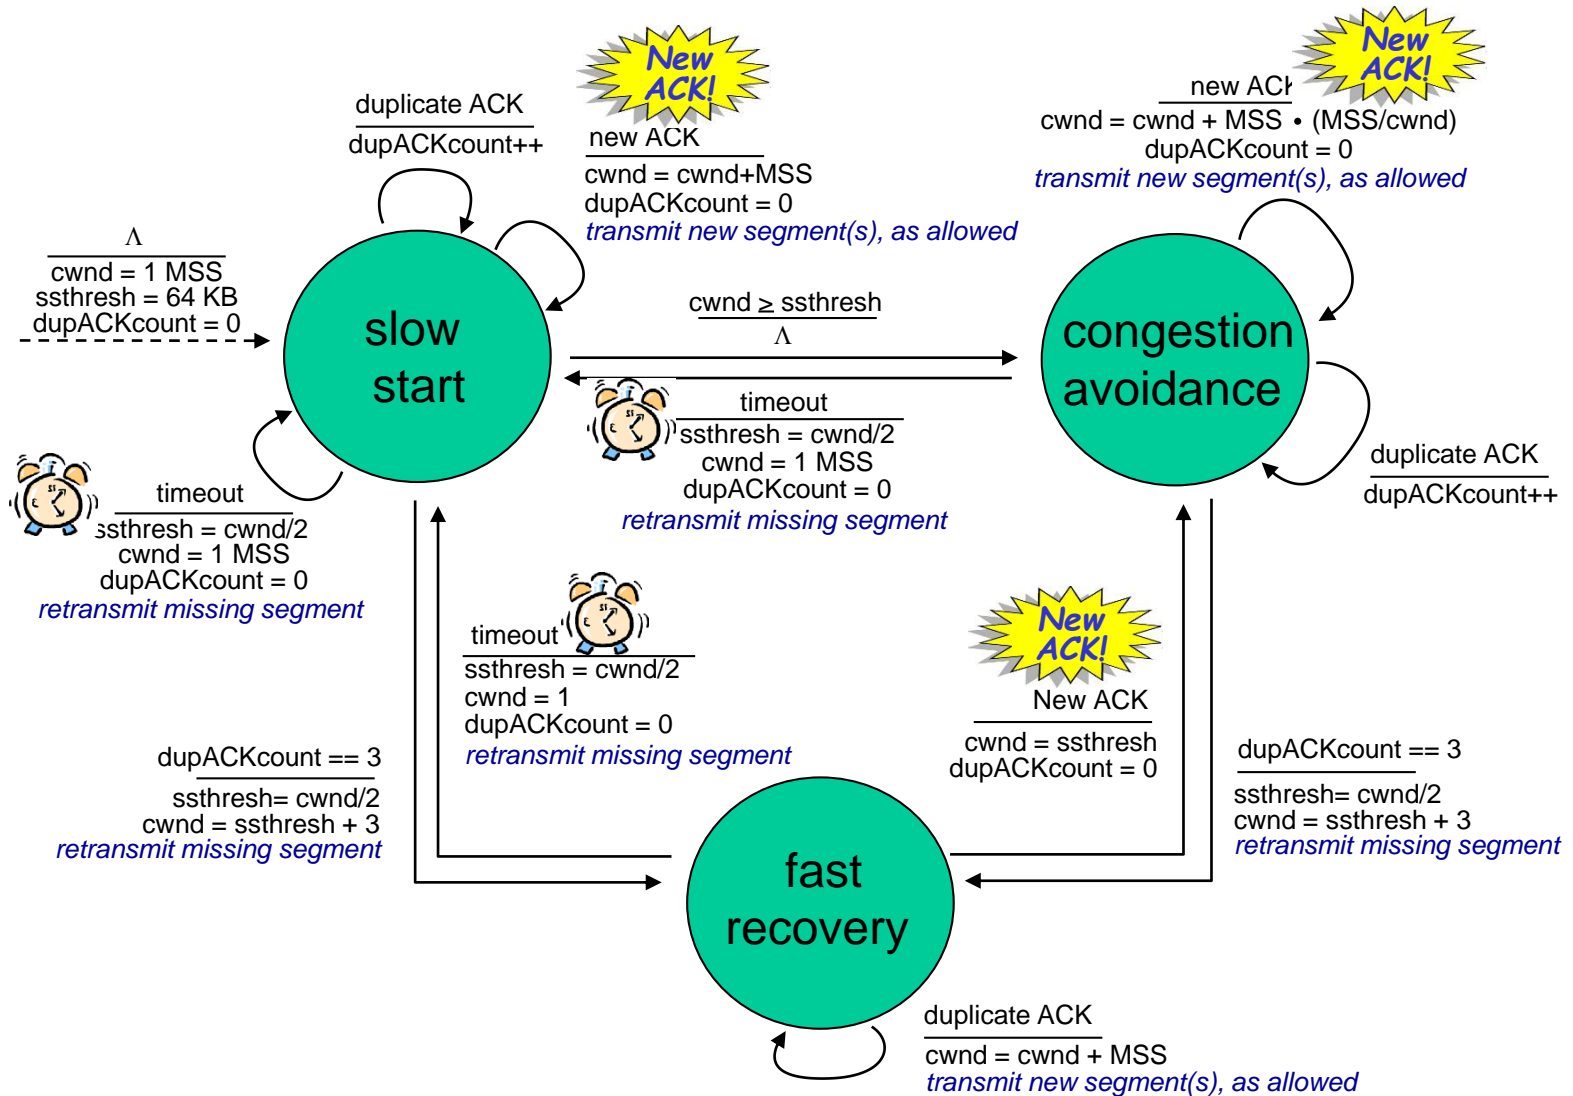 New
ACK!
duplicate ACK
dupACKcount++
new ACK
cwnd = cwnd+MSS
dupACKcount = 0
transmit new segment(s), as allowed
New
ACK!
new ACK
cwnd = cwnd + MSS • (MSS/cwnd)
dupACKcount = 0
transmit new segment(s), as allowed
Λ
cwnd = 1 MSS
ssthresh = 64 KB
dupACKcount = 0
slow
start
cwnd ≥ ssthresh
Λ
congestion
avoidance
timeout
ssthresh = cwnd/2
cwnd = 1 MSS
dupACKcount = 0
retransmit missing segment
duplicate ACK
dupACKcount++
timeout
ssthresh = cwnd/2
cwnd = 1 MSS
dupACKcount = 0
retransmit missing segment
timeout
ssthresh = cwnd/2
cwnd = 1
dupACKcount = 0
retransmit missing segment
New
ACK!
New ACK
cwnd = ssthresh
dupACKcount = 0
dupACKcount == 3
ssthresh= cwnd/2
cwnd = ssthresh + 3
retransmit missing segment
dupACKcount == 3
ssthresh= cwnd/2
cwnd = ssthresh + 3
retransmit missing segment
fast
recovery
duplicate ACK
cwnd = cwnd + MSS
transmit new segment(s), as allowed